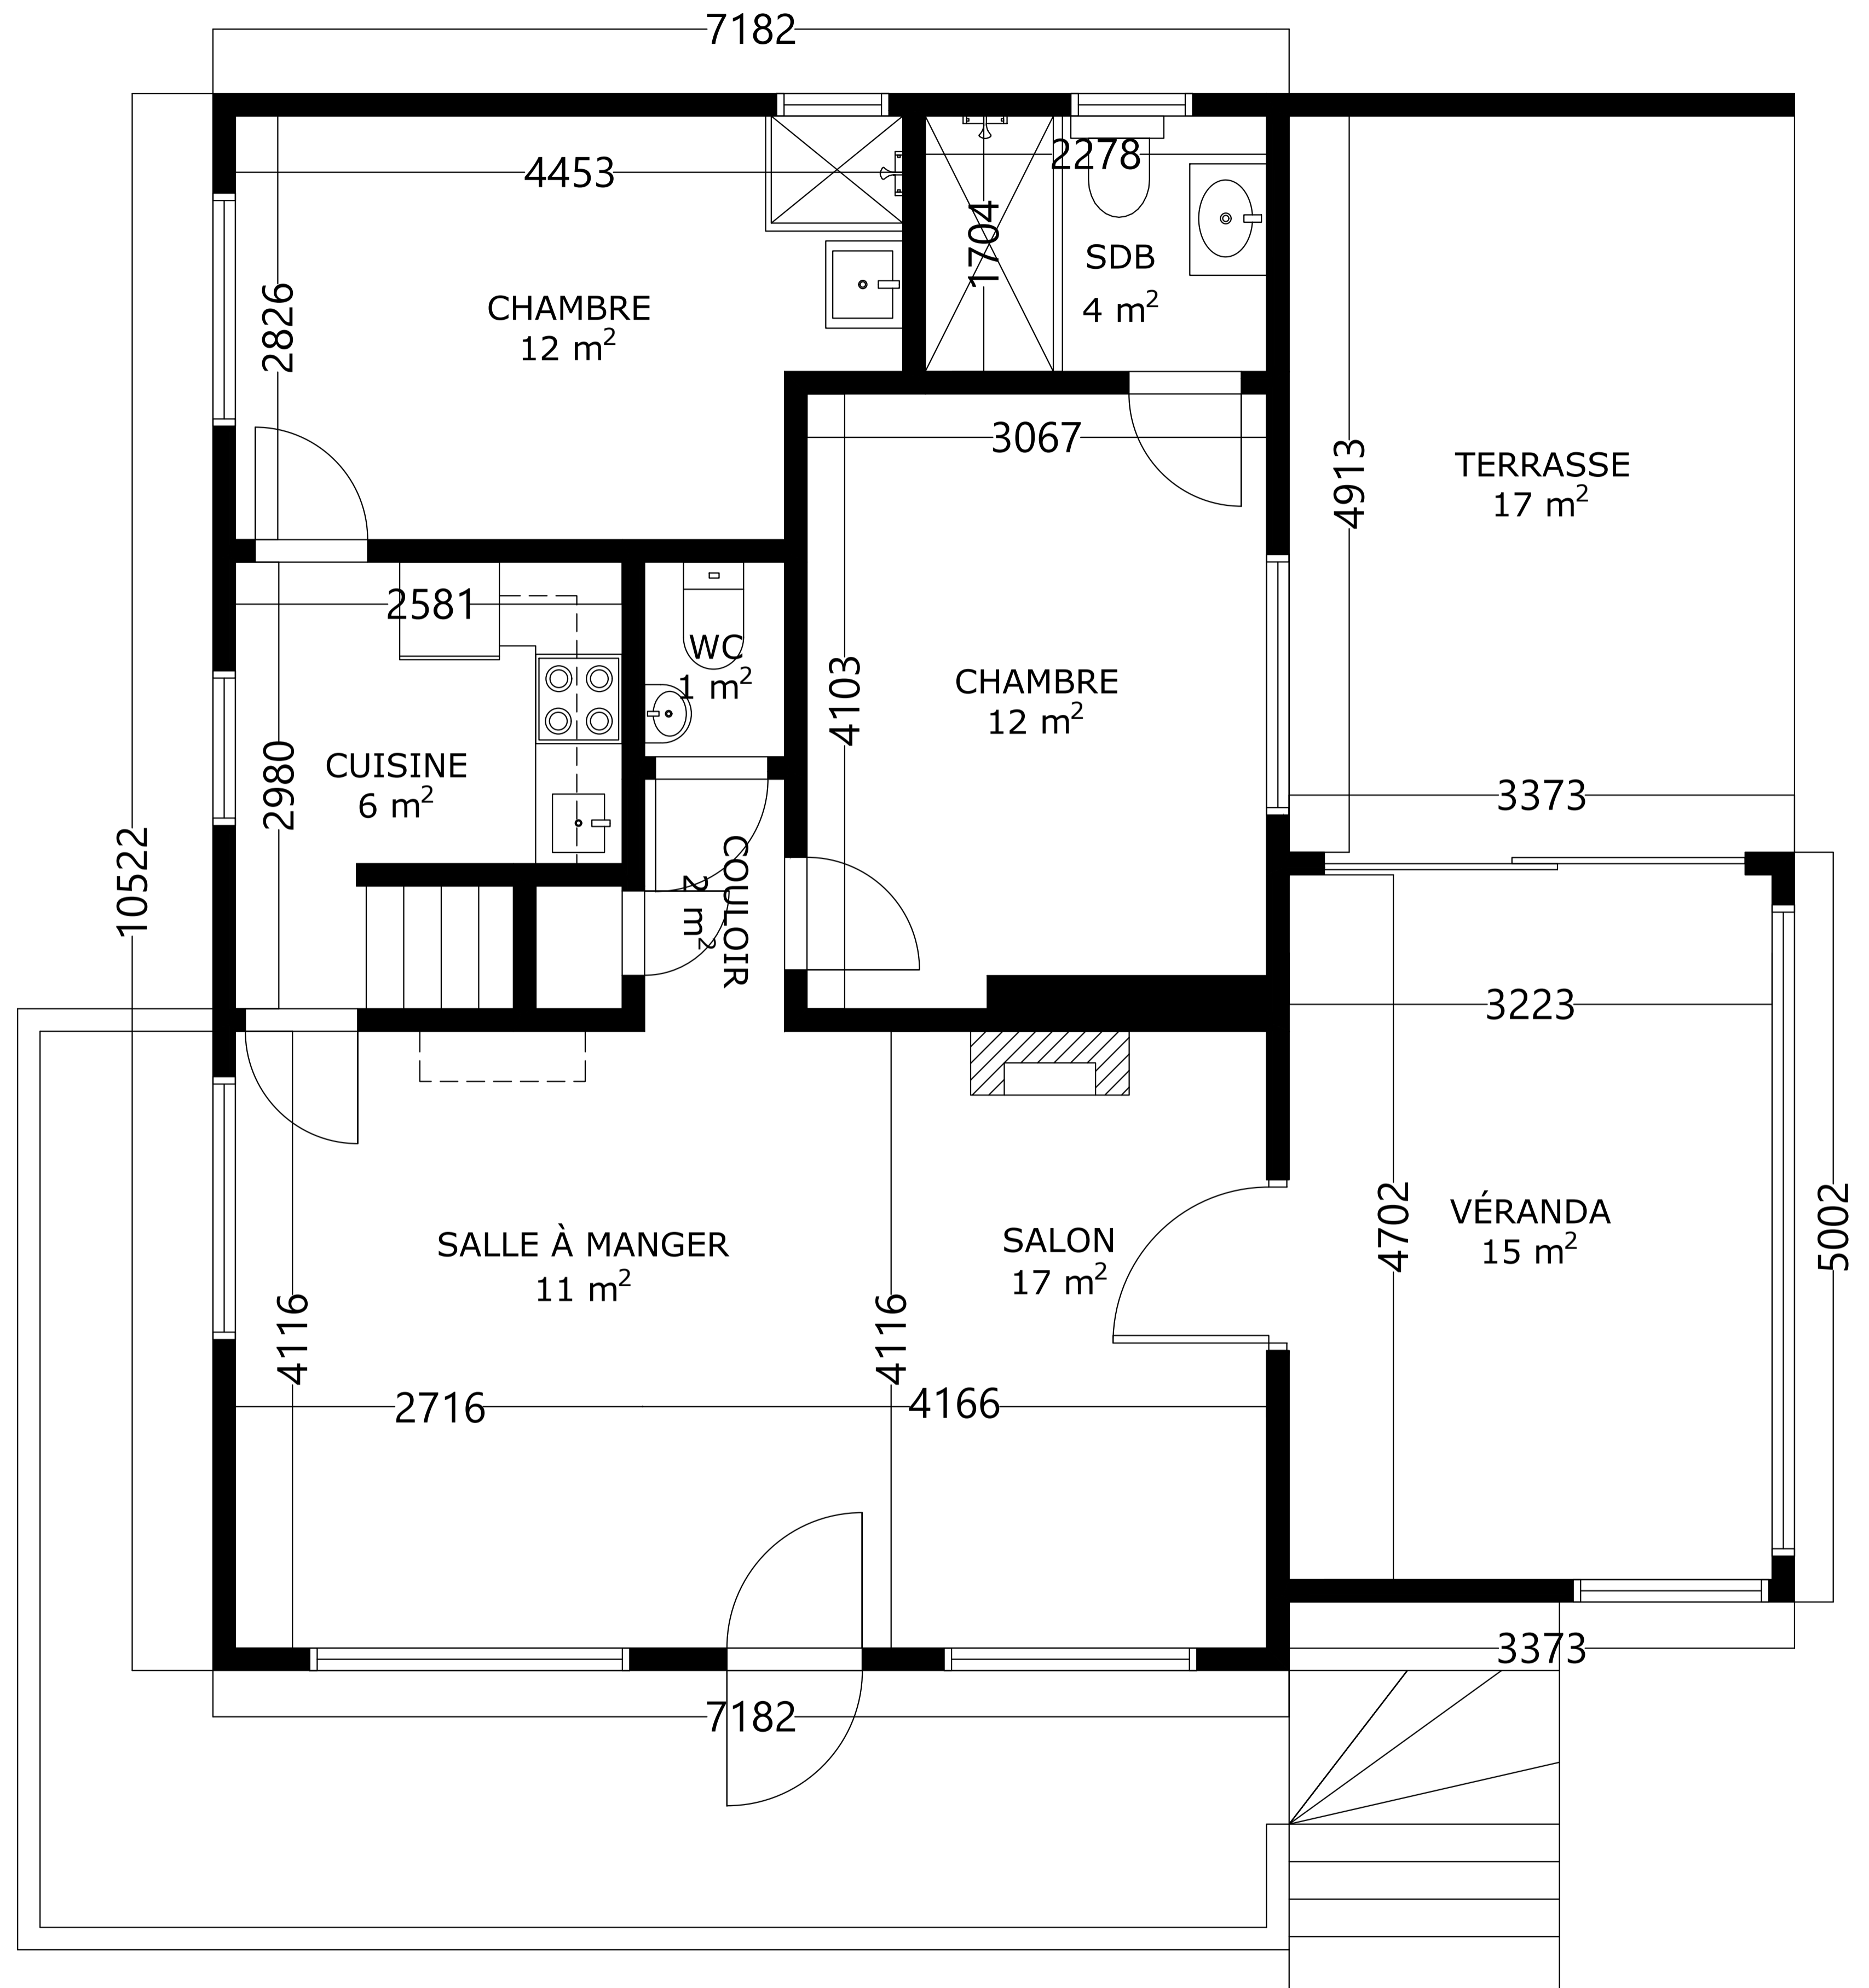 7182
4453
2278
1704
SDB
4 m²
2826
CHAMBRE
12 m²
3067
4913
TERRASSE
17 m²
2581
WC
1 m²
4103
CHAMBRE
12 m²
2980
CUISINE
6 m²
3373
10522
COULOIR
2 m²
3223
4702
VÉRANDA
15 m²
5002
SALLE À MANGER
11 m²
SALON
17 m²
4116
4116
2716
4166
3373
7182